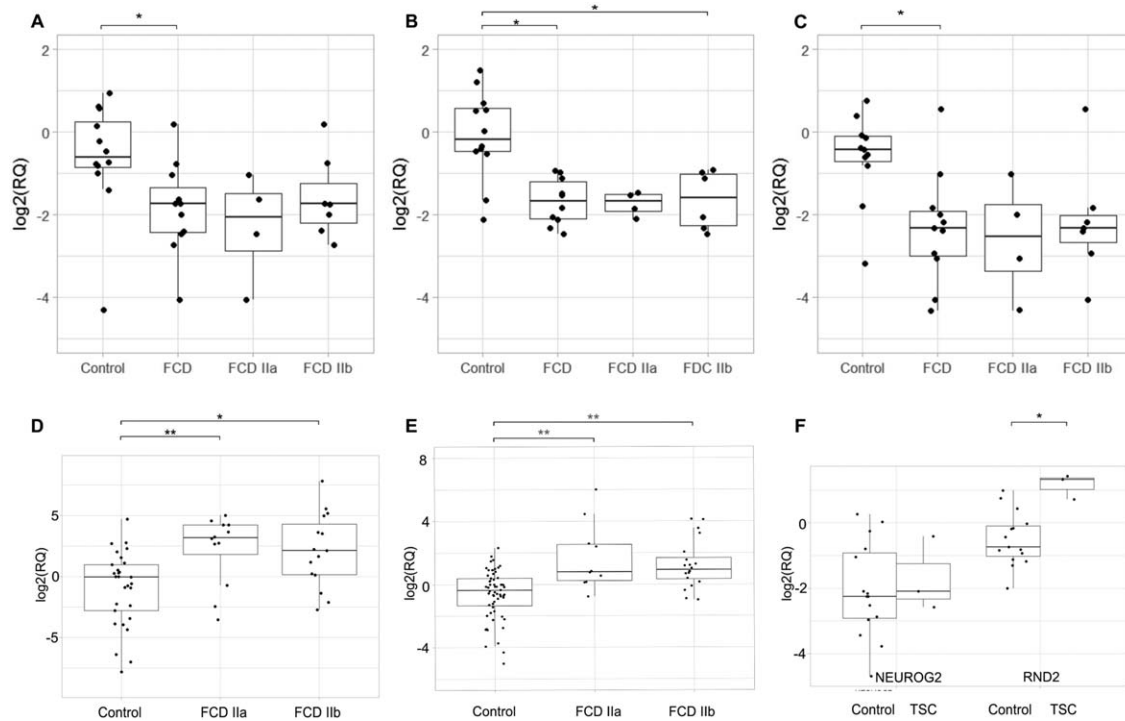 A * B * * C *
2 2 2
0 0 0
log2(RQ) log2(RQ) log2(RQ)
-2 -2 -2
-4 -4 -4
Control FCD FCD IIa FCD IIb Control FCD FCD IIa FDC IIb Control FCD FCD IIa FCD IIb
D * ** E ** ** F *
5 8 0
0 4 -2
-5 0 -4
-4
log2(RQ) log2(RQ) log2(RQ)
NEUROG2 RND2
Control FCD IIa FCD IIb Control FCD IIa FCD IIb Control TSC Control TSC